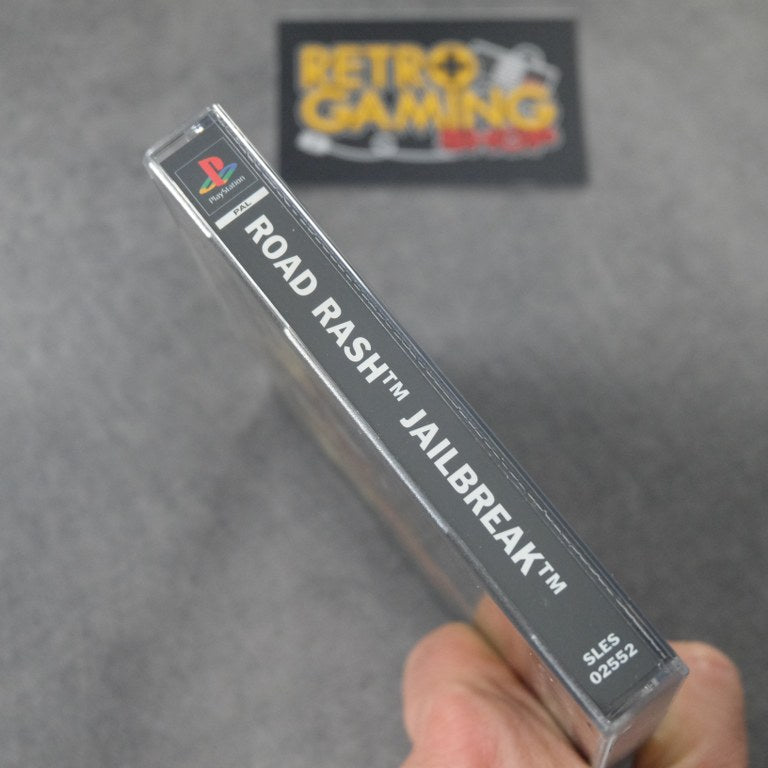 RETRO
GAMING
SHOP
PlayStation
PAL
ROAD RASH™ JAILBREAK™
SLES
02552